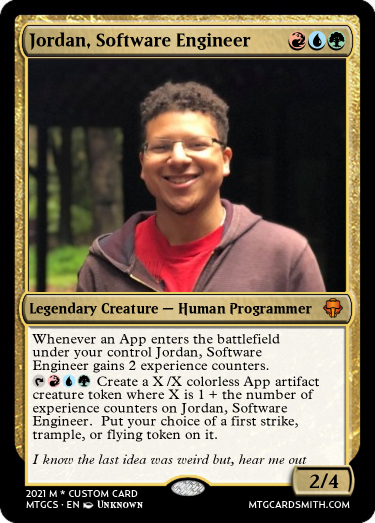 Jordan, Software Engineer
Legendary Creature — Human Programmer
Whenever an App enters the battlefield
under your control Jordan, Software
Engineer gains 2 experience counters.
Create a X /X colorless App artifact
creature token where X is 1 + the number of
experience counters on Jordan, Software
Engineer.  Put your choice of a first strike,
trample, or flying token on it.
I know the last idea was weird but, hear me out
2/4
2021 M * CUSTOM CARD
MTGCS · EN Unknown
MTGCARDSMITH.COM